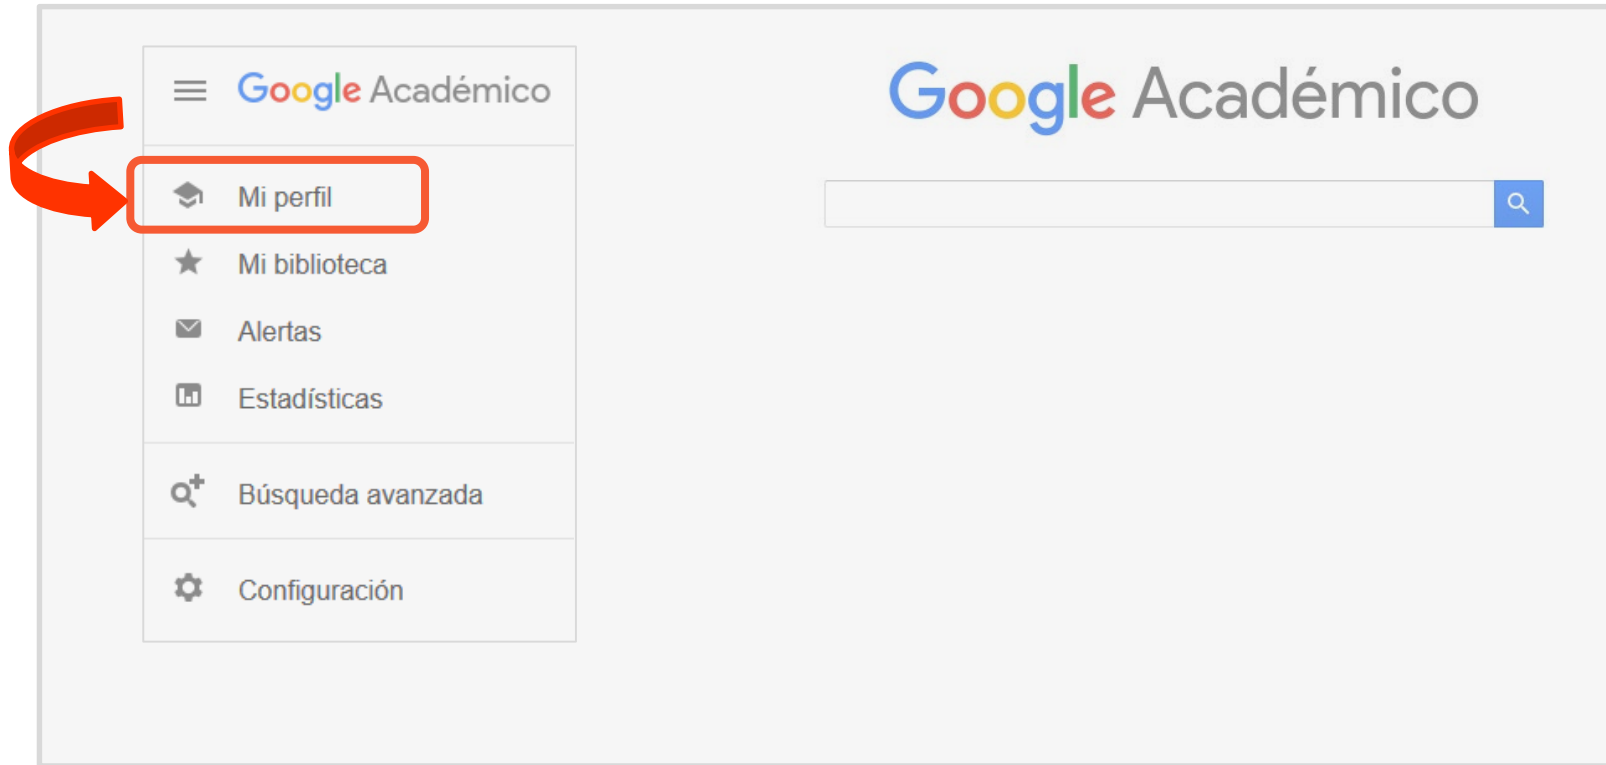 Google Académico
Mi perfil
Mi biblioteca
Alertas
Estadísticas
Búsqueda avanzada
Configuración
Google Académico